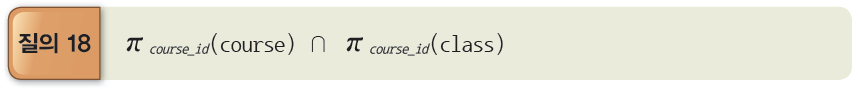 질의 18 π course_id(course) ∩ π course_id(class)